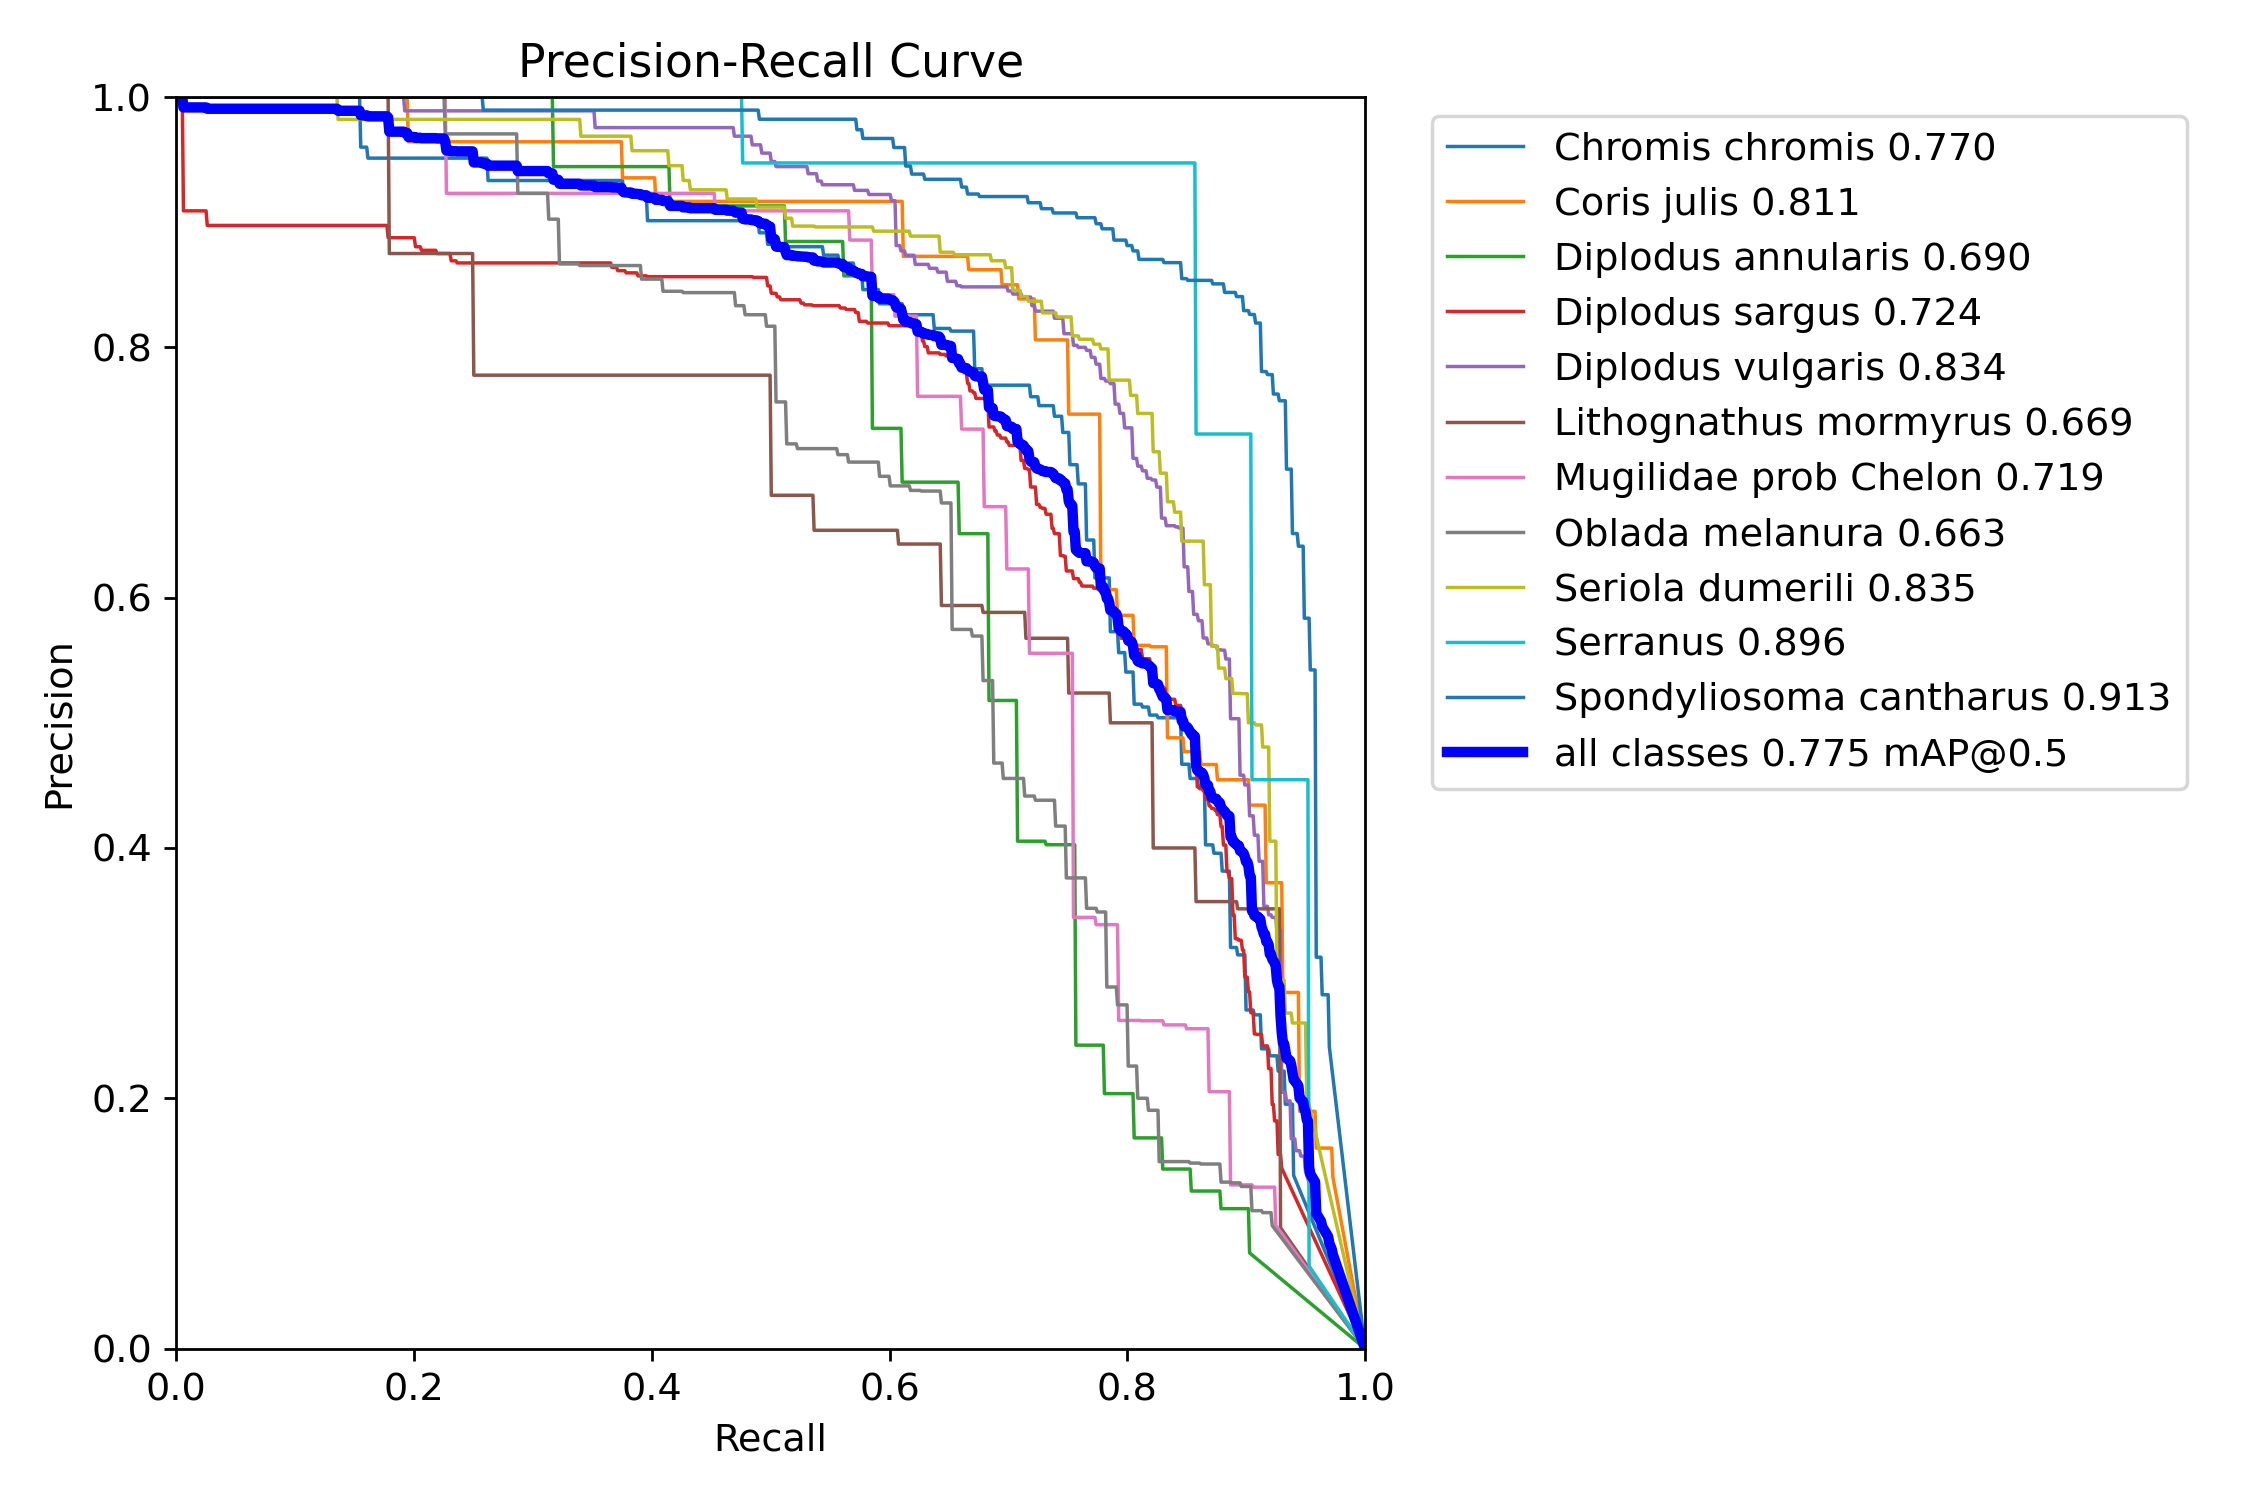 Precision-Recall Curve
1.0
0.8
0.6
0.4
0.2
0.0
Precision
0.0 0.2 0.4 0.6 0.8 1.0
Recall
Chromis chromis 0.770
Coris julis 0.811
Diplodus annularis 0.690
Diplodus sargus 0.724
Diplodus vulgaris 0.834
Lithognathus mormyrus 0.669
Mugilidae prob Chelon 0.719
Oblada melanura 0.663
Seriola dumerili 0.835
Serranus 0.896
Spondyliosoma cantharus 0.913
all classes 0.775 mAP@0.5